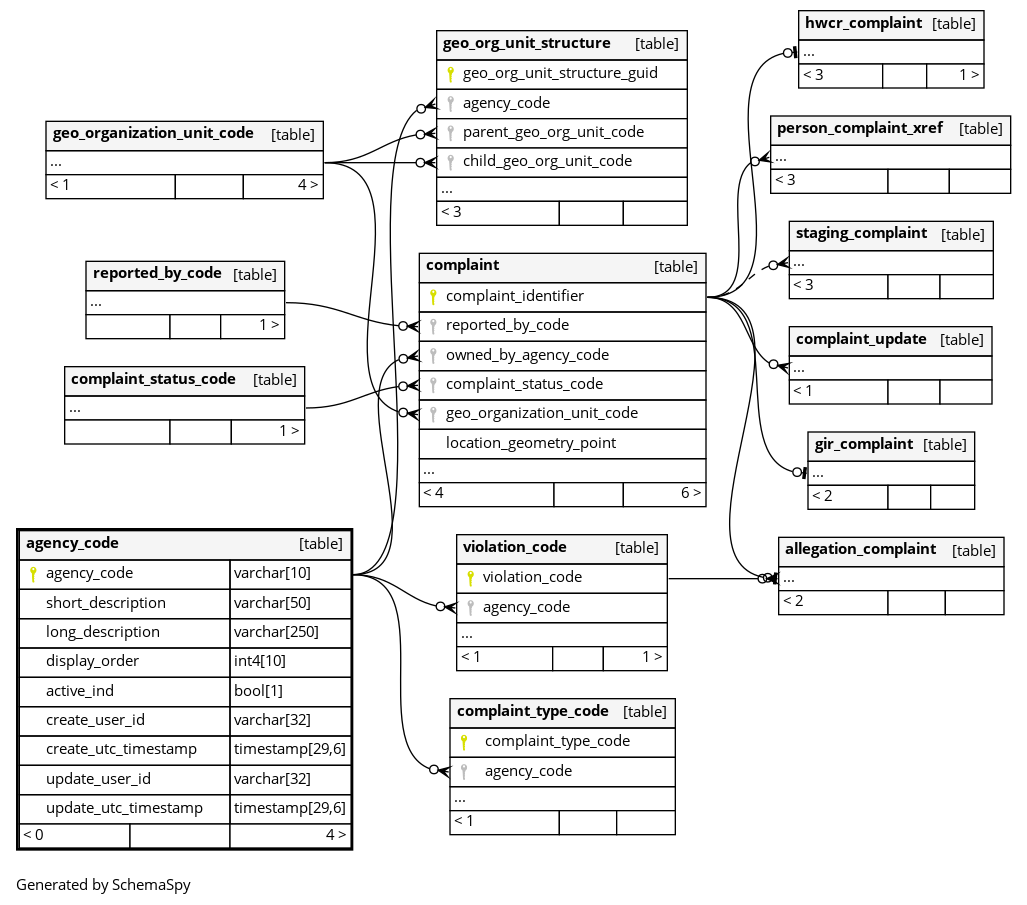 geo_organization_unit_code [table]
...
< 1 4 >
reported_by_code [table]
...
1 >
complaint_status_code [table]
...
1 >
agency_code [table]
agency_code varchar[10]
short_description varchar[50]
long_description varchar[250]
display_order int4[10]
active_ind bool[1]
create_user_id varchar[32]
create_utc_timestamp timestamp[29,6]
update_user_id varchar[32]
update_utc_timestamp timestamp[29,6]
< 0 4 >
geo_org_unit_structure [table]
geo_org_unit_structure_guid
agency_code
parent_geo_org_unit_code
child_geo_org_unit_code
...
< 3
complaint [table]
complaint_identifier
reported_by_code
owned_by_agency_code
complaint_status_code
geo_organization_unit_code
location_geometry_point
...
< 4 6 >
violation_code [table]
violation_code
agency_code
...
< 1 1 >
complaint_type_code [table]
complaint_type_code
agency_code
...
< 1
hwcr_complaint [table]
...
< 3 1 >
person_complaint_xref [table]
...
< 3
staging_complaint [table]
...
< 3
complaint_update [table]
...
< 1
gir_complaint [table]
...
< 2
allegation_complaint [table]
...
< 2
Generated by SchemaSpy